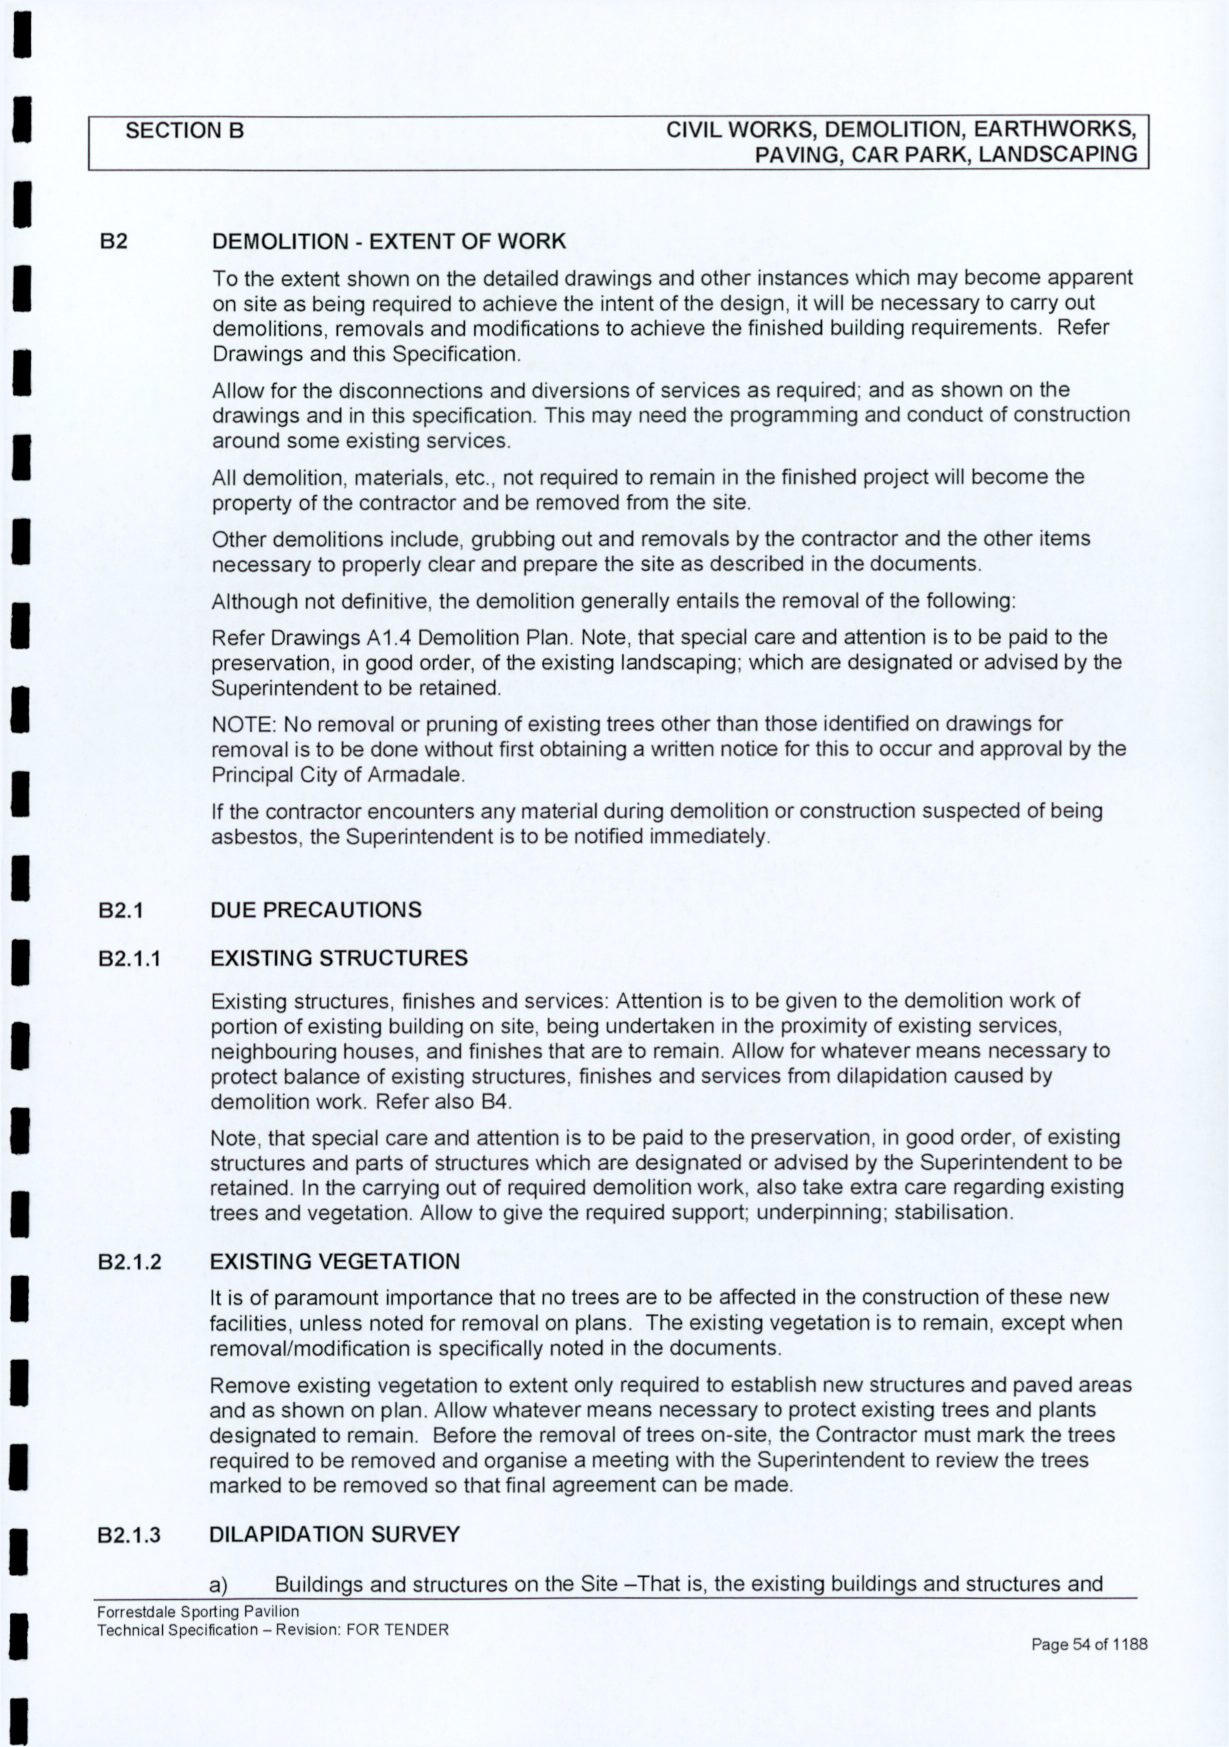 SECTION B
CIVIL WORKS, DEMOLITION, EARTHWORKS,
PAVING, CAR PARK, LANDSCAPING
B2 DEMOLITION - EXTENT OF WORK
To the extent shown on the detailed drawings and other instances which may become apparent
on site as being required to achieve the intent of the design, it will be necessary to carry out
demolitions, removals and modifications to achieve the finished building requirements. Refer
Drawings and this Specification.
Allow for the disconnections and diversions of services as required; and as shown on the
drawings and in this specification. This may need the programming and conduct of construction
around some existing services.
All demolition, materials, etc., not required to remain in the finished project will become the
property of the contractor and be removed from the site.
Other demolitions include, grubbing out and removals by the contractor and the other items
necessary to properly clear and prepare the site as described in the documents.
Although not definitive, the demolition generally entails the removal of the following:
Refer Drawings A1.4 Demolition Plan. Note, that special care and attention is to be paid to the
preservation, in good order, of the existing landscaping; which are designated or advised by the
Superintendent to be retained.
NOTE: No removal or pruning of existing trees other than those identified on drawings for
removal is to be done without first obtaining a written notice for this to occur and approval by the
Principal City of Armadale.
If the contractor encounters any material during demolition or construction suspected of being
asbestos, the Superintendent is to be notified immediately.
B2.1 DUE PRECAUTIONS
B2.1.1 EXISTING STRUCTURES
Existing structures, finishes and services: Attention is to be given to the demolition work of
portion of existing building on site, being undertaken in the proximity of existing services,
neighbouring houses, and finishes that are to remain. Allow for whatever means necessary to
protect balance of existing structures, finishes and services from dilapidation caused by
demolition work. Refer also B4.
Note, that special care and attention is to be paid to the preservation, in good order, of existing
structures and parts of structures which are designated or advised by the Superintendent to be
retained. In the carrying out of required demolition work, also take extra care regarding existing
trees and vegetation. Allow to give the required support; underpinning; stabilisation.
B2.1.2 EXISTING VEGETATION
It is of paramount importance that no trees are to be affected in the construction of these new
facilities, unless noted for removal on plans. The existing vegetation is to remain, except when
removal/modification is specifically noted in the documents.
Remove existing vegetation to extent only required to establish new structures and paved areas
and as shown on plan. Allow whatever means necessary to protect existing trees and plants
designated to remain. Before the removal of trees on-site, the Contractor must mark the trees
required to be removed and organise a meeting with the Superintendent to review the trees
marked to be removed so that final agreement can be made.
B2.1.3 DILAPIDATION SURVEY
a) Buildings and structures on the Site –That is, the existing buildings and structures and
Forrestdale Sporting Pavilion
Technical Specification – Revision: FOR TENDER
Page 54 of 1188